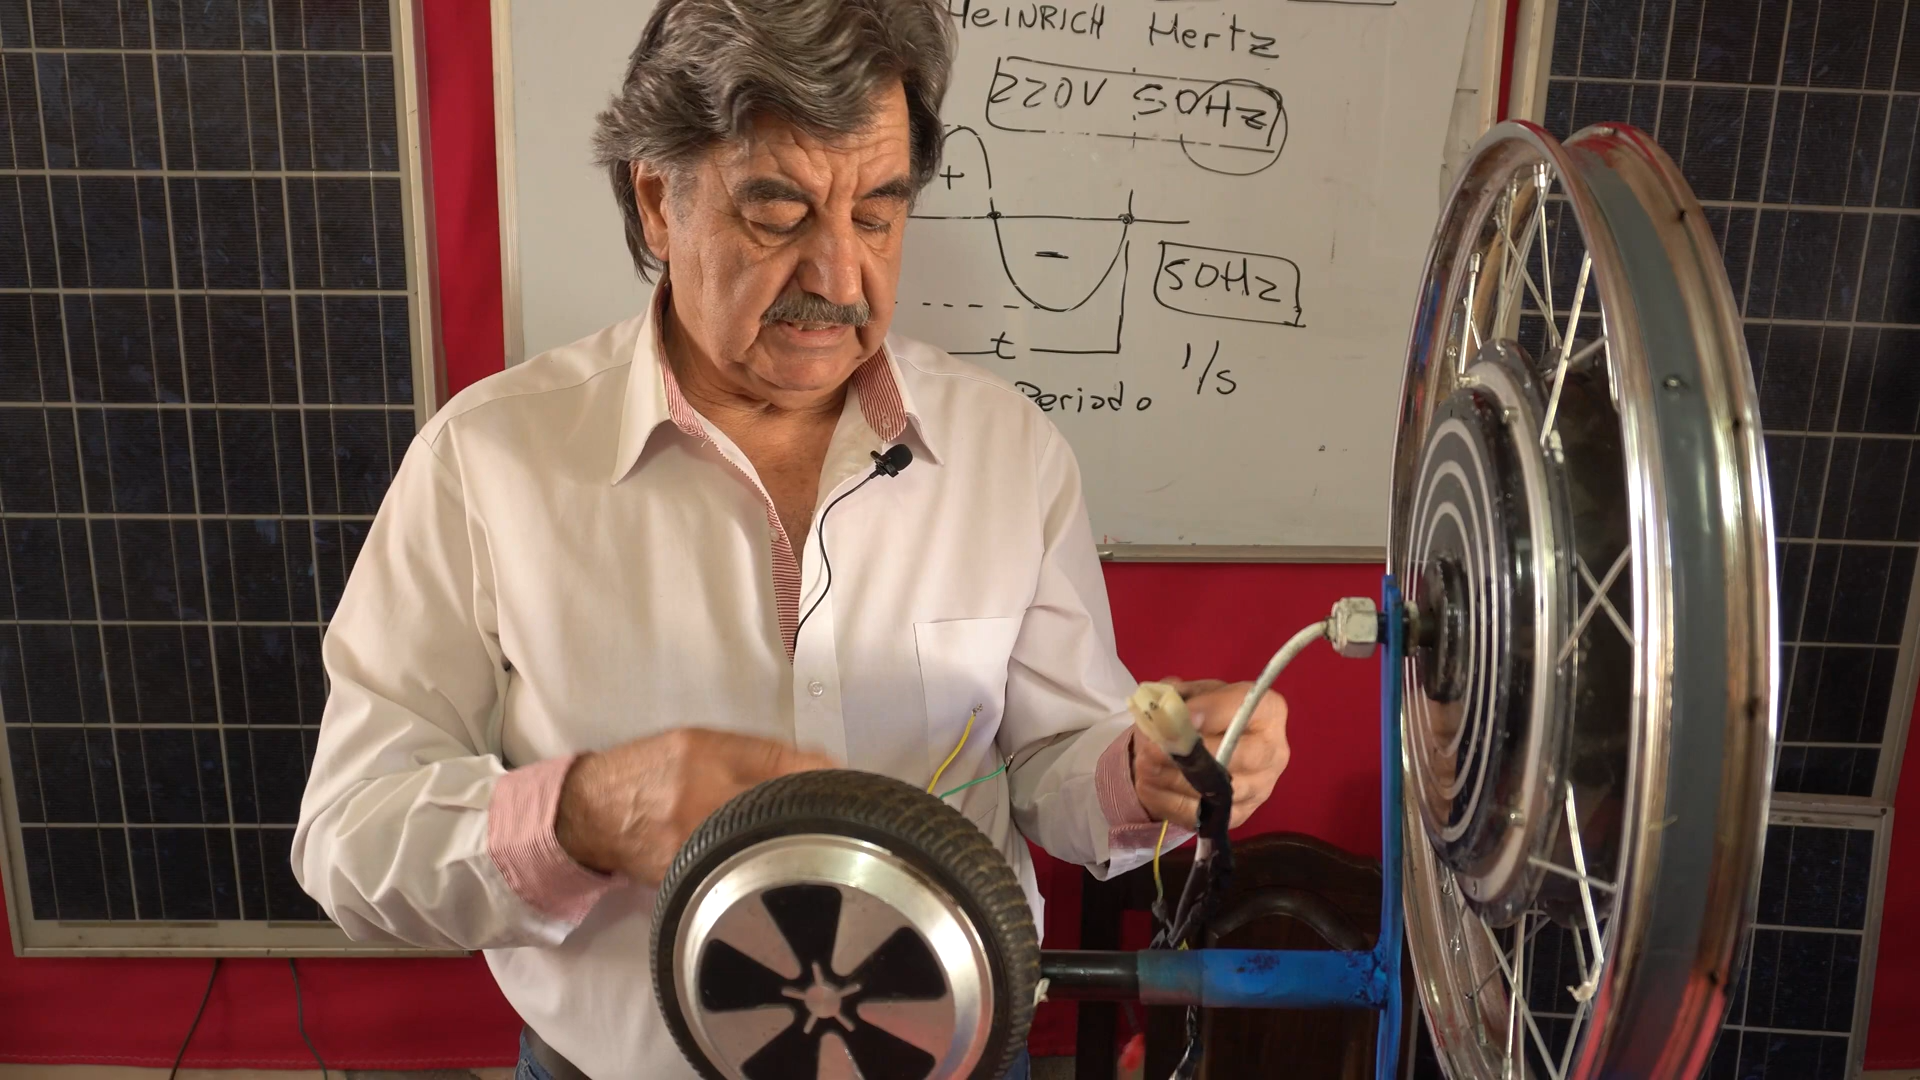 HeINRICH Hertz
220V 50Hz
+
-
50Hz
t
1/s
Periodo